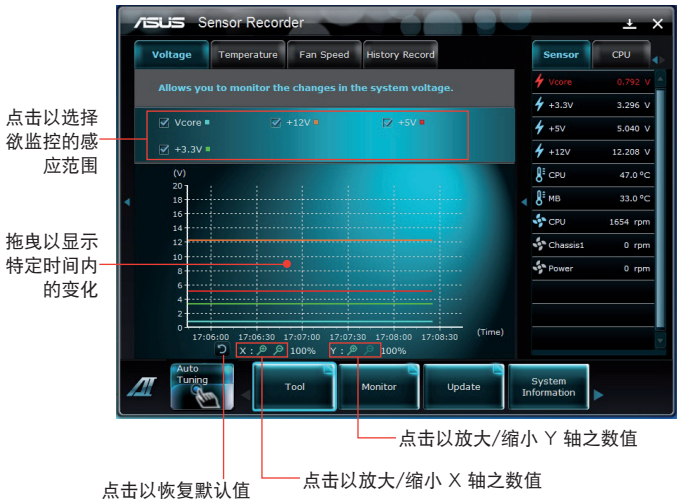 ASUS Sensor Recorder
Voltage Temperature Fan Speed History Record
Allows you to monitor the changes in the system voltage.
Vcore +12V +5V
+3.3V
(V)
20
18
16
14
12
10
8
6
4
2
0
17:06:00 17:06:30 17:07:00 17:07:30 17:08:00 17:08:30 (Time)
X : 100% Y : 100%
Sensor CPU
Vcore 0.792 V
+3.3V 3.296 V
+5V 5.040 V
+12V 12.208 V
CPU 47.0 °C
MB 33.0 °C
CPU 1654 rpm
Chassis1 0 rpm
Power 0 rpm
Auto
Tuning
Tool
Monitor
Update
System
Information
点击以选择
欲监控的感
应范围
拖曳以显示
特定时间内
的变化
点击以放大/缩小 Y 轴之数值
点击以放大/缩小 X 轴之数值
点击以恢复默认值